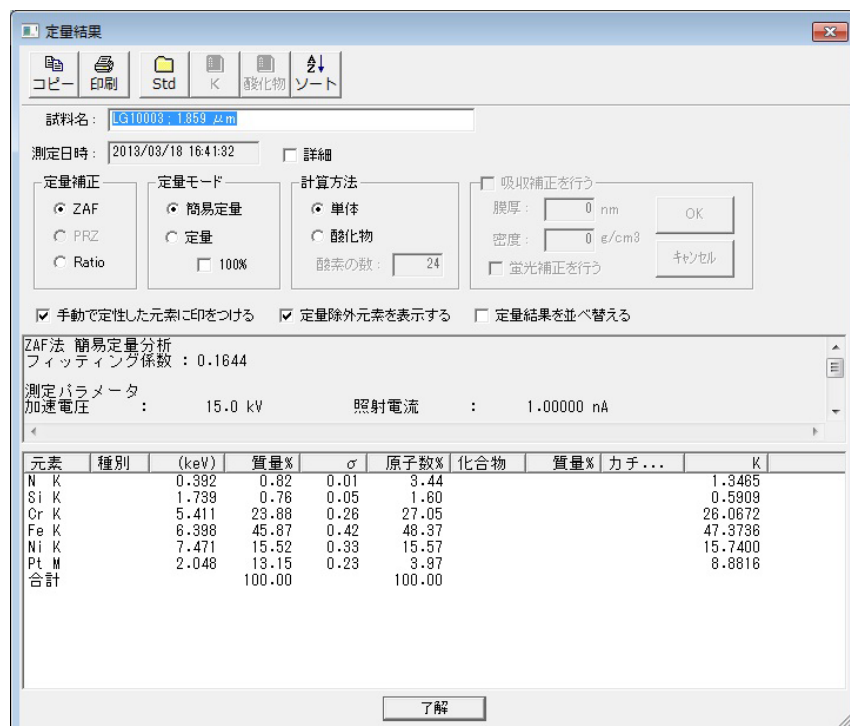 定量結果
コピー 印刷 Std K 酸化物 ソート
試料名： LG10003 ; 1.859 μm
測定日時： 2013/03/18 16:41:32 詳細
定量補正 定量モード 計算方法 吸収補正を行う
ZAF 簡易定量 単体 膜厚： 0 nm OK
PRZ 定量 酸化物 密度： 0 g/cm3
Ratio 100% 酸素の数： 24 蛍光補正を行う キャンセル
手動で定性した元素に印をつける 定量除外元素を表示する 定量結果を並べ替える
ZAF法 簡易定量分析
フィッティング係数 : 0.1644
測定パラメータ
加速電圧 : 15.0 kV 照射電流 : 1.00000 nA
元素 種別 (keV) 質量% σ 原子数% 化合物 質量% カチ... K
N K 0.392 0.82 0.01 3.44 1.3465
Si K 1.739 0.76 0.05 1.60 0.5909
Cr K 5.411 23.88 0.26 27.05 26.0672
Fe K 6.398 45.87 0.42 48.37 47.3736
Ni K 7.471 15.52 0.33 15.57 15.7400
Pt M 2.048 13.15 0.23 3.97 8.8816
合計 100.00 100.00
了解